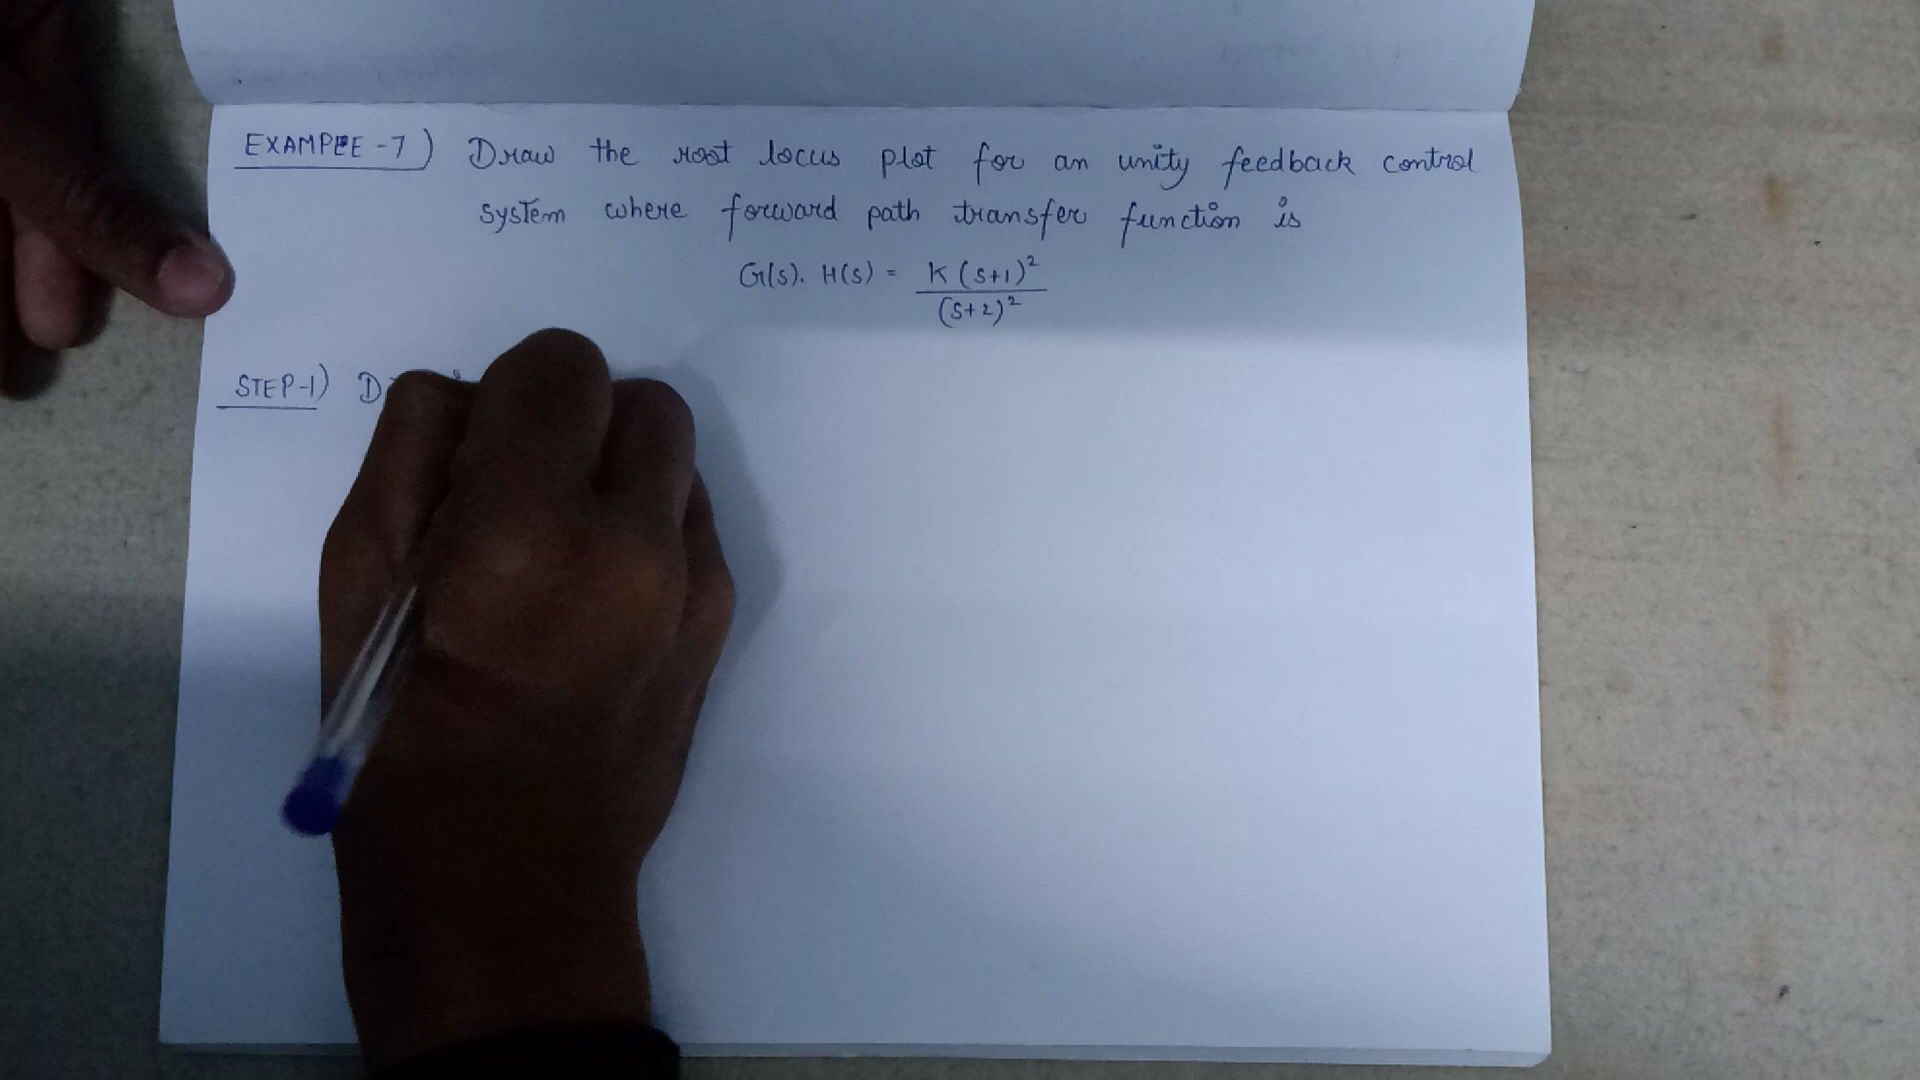 EXAMPLE-7) Draw the root locus plot for an unity feedback control
system where forward path transfer function is
G(s). H(s) = K(s+1)²
(s+2)²
STEP-1)